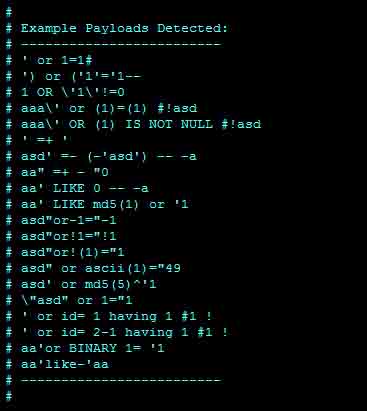 #
# Example Payloads Detected:
# -------------------------
# ' or 1=1#
# ') or ('1'='1--
# 1 OR \'1\'!=0
# aaa\' or (1)=(1) #!asd
# aaa\' OR (1) IS NOT NULL #!asd
# ' =+ '
# asd' =- (-'asd') -- -a
# aa" =+ - "0
# aa' LIKE 0 -- -a
# aa' LIKE md5(1) or '1
# asd"or-1="-1
# asd"or!1="!1
# asd"or!(1)="1
# asd" or ascii(1)="49
# asd' or md5(5)^'1
# \"asd" or 1="1
# ' or id= 1 having 1 #1 !
# ' or id= 2-1 having 1 #1 !
# aa'or BINARY 1= '1
# aa'like-'aa
# -------------------------
#